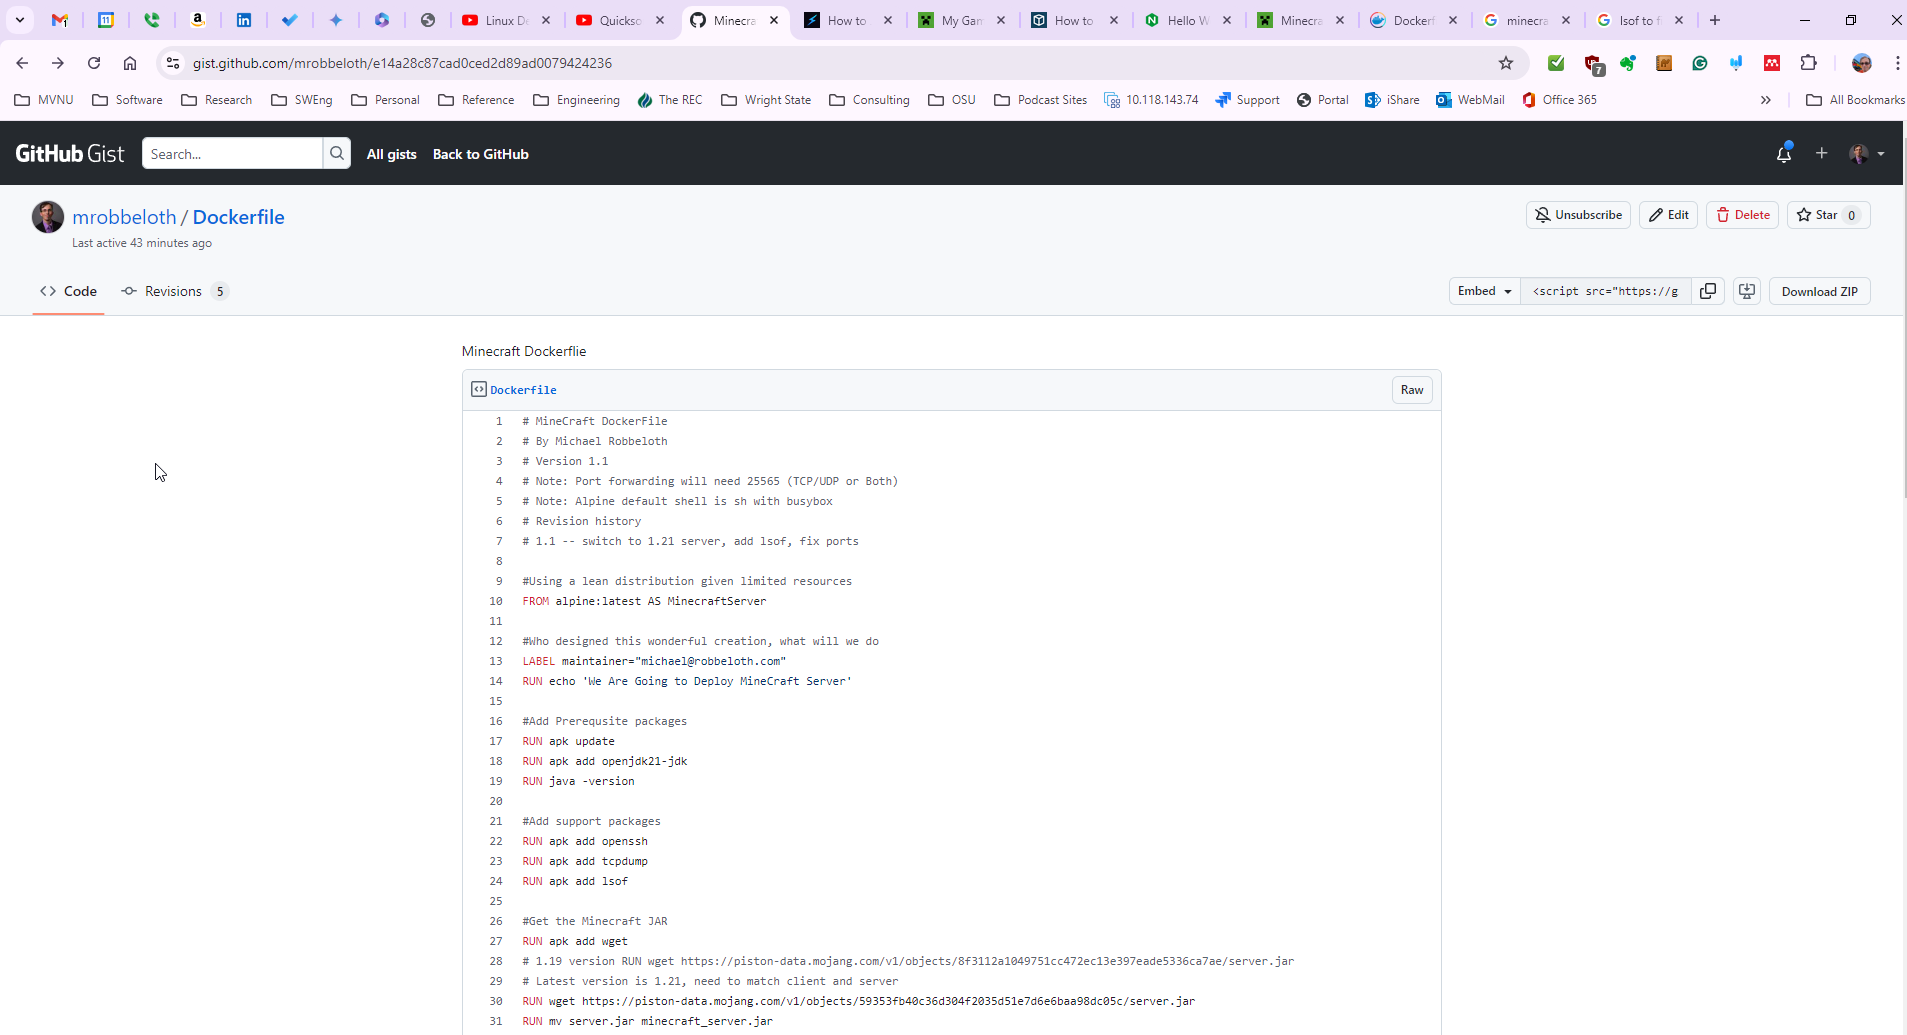 Linux De
Quickso
Minecra
How to
My Gam
How to
Hello W
Minecra
Dockerf
minecra
lsof to fi
gist.github.com/mrobbeloth/e14a28c87cad0ced2d89ad0079424236
7
MVNU
Software
Research
SWEng
Personal
Reference
Engineering
The REC
Wright State
Consulting
OSU
Podcast Sites
10.118.143.74
Support
Portal
iShare
WebMail
Office 365
All Bookmarks
GitHub Gist
Search...
All gists
Back to GitHub
mrobbeloth / Dockerfile
Last active 43 minutes ago
Unsubscribe
Edit
Delete
Star 0
Code
Revisions 5
Embed
<script src="https://g
Download ZIP
Minecraft Dockerflie
Dockerfile
Raw
1 # MineCraft DockerFile
2 # By Michael Robbeloth
3 # Version 1.1
4 # Note: Port forwarding will need 25565 (TCP/UDP or Both)
5 # Note: Alpine default shell is sh with busybox
6 # Revision history
7 # 1.1 -- switch to 1.21 server, add lsof, fix ports
8
9 #Using a lean distribution given limited resources
10 FROM alpine:latest AS MinecraftServer
11
12 #Who designed this wonderful creation, what will we do
13 LABEL maintainer="michael@robbeloth.com"
14 RUN echo 'We Are Going to Deploy MineCraft Server'
15
16 #Add Prerequsite packages
17 RUN apk update
18 RUN apk add openjdk21-jdk
19 RUN java -version
20
21 #Add support packages
22 RUN apk add openssh
23 RUN apk add tcpdump
24 RUN apk add lsof
25
26 #Get the Minecraft JAR
27 RUN apk add wget
28 # 1.19 version RUN wget https://piston-data.mojang.com/v1/objects/8f3112a1049751cc472ec13e397eade5336ca7ae/server.jar
29 # Latest version is 1.21, need to match client and server
30 RUN wget https://piston-data.mojang.com/v1/objects/59353fb40c36d304f2035d51e7d6e6baa98dc05c/server.jar
31 RUN mv server.jar minecraft_server.jar